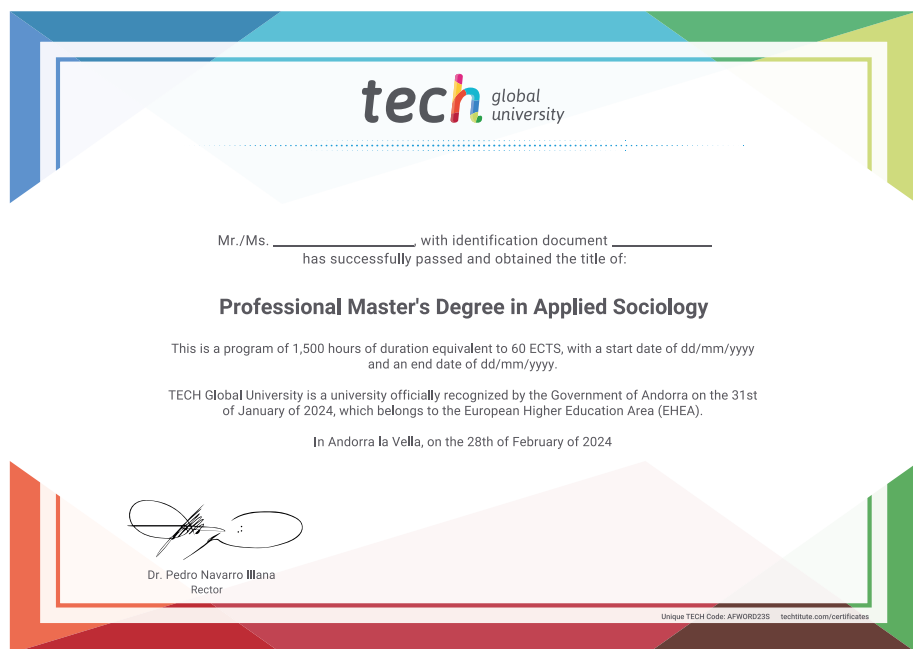 tech global
university
Mr./Ms. ____________________, with identification document ______________
has successfully passed and obtained the title of:
Professional Master's Degree in Applied Sociology
This is a program of 1,500 hours of duration equivalent to 60 ECTS, with a start date of dd/mm/yyyy
and an end date of dd/mm/yyyy.
TECH Global University is a university officially recognized by the Government of Andorra on the 31st
of January of 2024, which belongs to the European Higher Education Area (EHEA).
In Andorra la Vella, on the 28th of February of 2024
Dr. Pedro Navarro Illana
Rector
Unique TECH Code: AFWORD23S techtitute.com/certificates